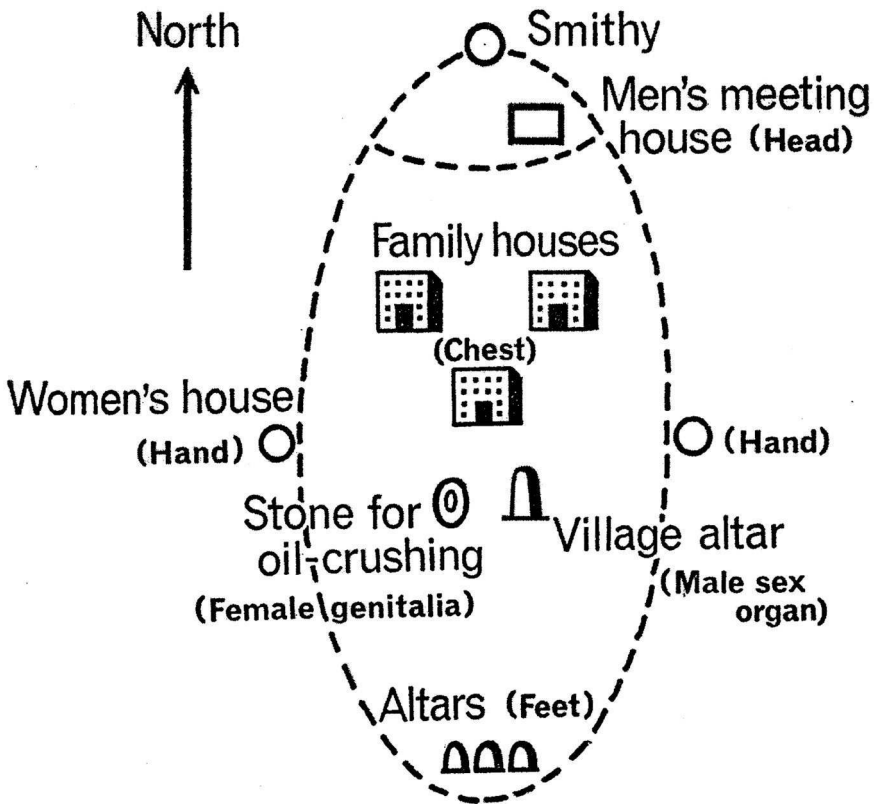 North
Smithy
Men's meeting
house (Head)
Family houses
(Chest)
Women's house
(Hand)
(Hand)
Stone for
oil-crushing
(Female genitalia)
Village altar
(Male sex
organ)
Altars (Feet)